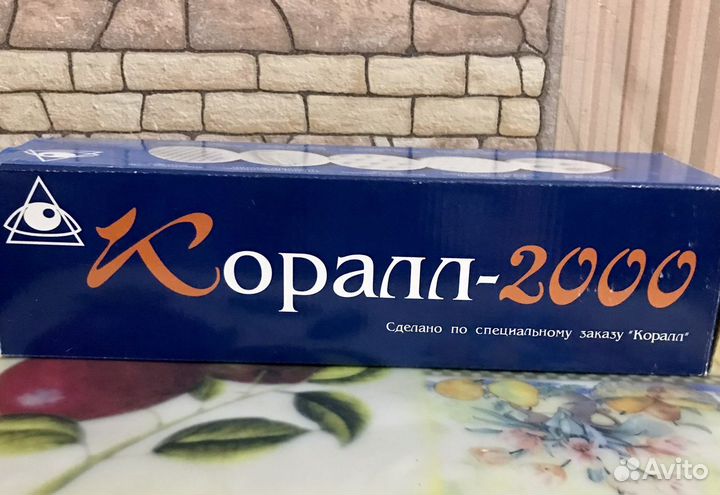 Коралл-2000
Сделано по специальному заказу "Коралл"
Avito